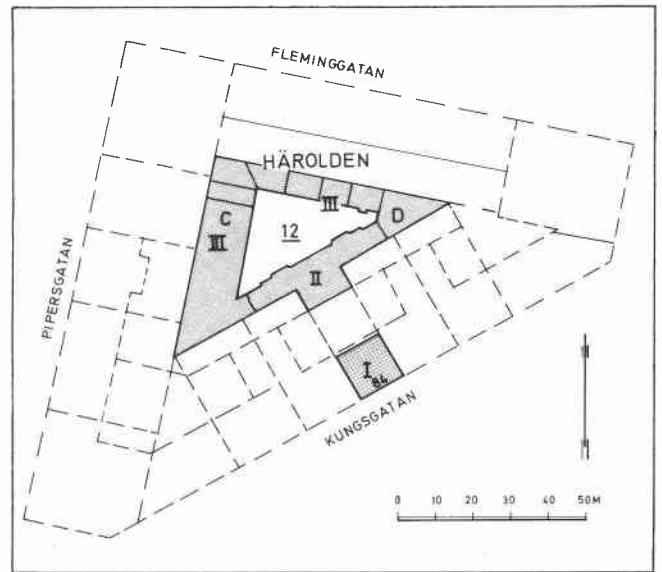 FLEMINGGATAN
HÄROLDEN
III
C
III
D
12
II
PIPERSGATAN
I 84
KUNGSGATAN
0 10 20 30 40 50 M